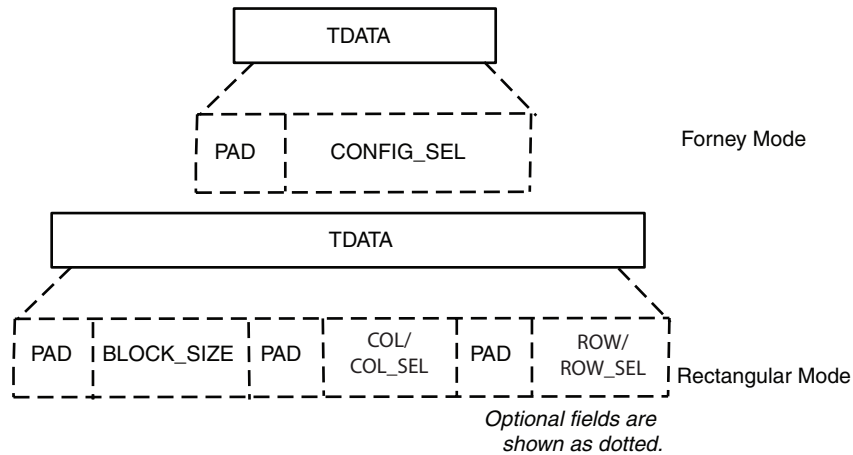 TDATA
PAD CONFIG_SEL
Forney Mode
TDATA
PAD BLOCK_SIZE PAD COL/
COL_SEL PAD ROW/
ROW_SEL
Rectangular Mode
Optional fields are
shown as dotted.